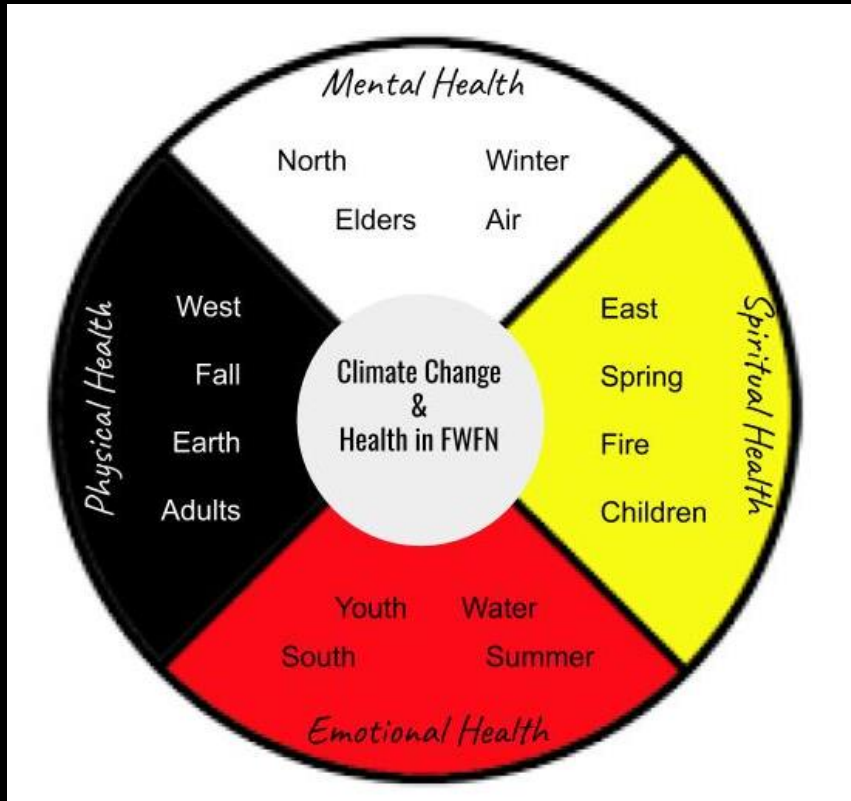 Mental Health
North Winter
Elders Air
Physical Health
West
Fall
Earth
Adults
Climate Change
&
Health in FWFN
East
Spring
Fire
Children
Spiritual Health
Youth Water
South Summer
Emotional Health